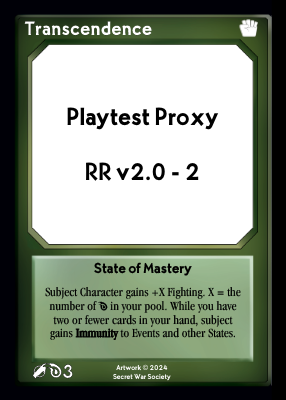 Transcendence
Playtest Proxy
RR v2.0 - 2
State of Mastery
Subject Character gains +X Fighting. X = the
number of in your pool. While you have
two or fewer cards in your hand, subject
gains Immunity to Events and other States.
3
Artwork © 2024
Secret War Society